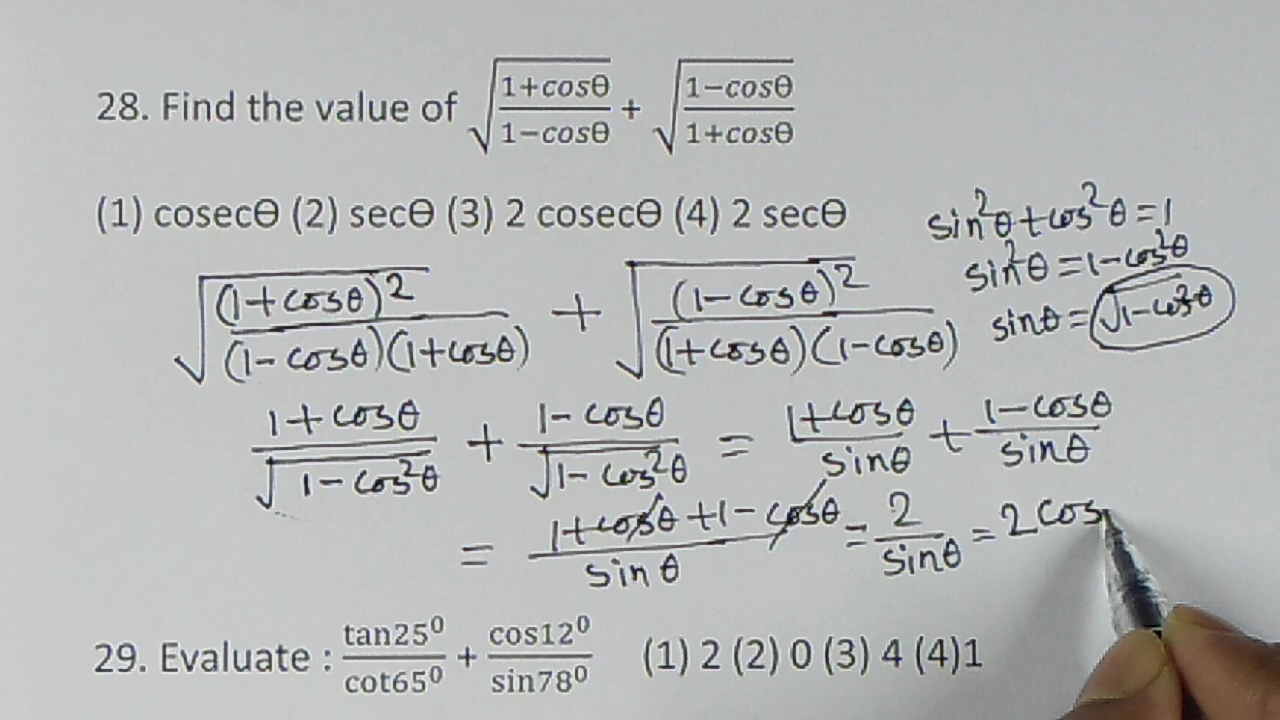 28. Find the value of √(1+cosθ)/(1−cosθ) + √(1−cosθ)/(1+cosθ)
(1) cosecθ (2) secθ (3) 2 cosecθ (4) 2 secθ
sin²θ+cos²θ=1
sin²θ=1-cos²θ
sinθ=√1-cos²θ
√(1+cosθ)²/(1-cosθ)(1+cosθ) + √(1-cosθ)²/(1+cosθ)(1-cosθ)
1+cosθ/√1-cos²θ + 1-cosθ/√1-cos²θ = 1+cosθ/sinθ + 1-cosθ/sinθ
= 1+cosθ+1-cosθ/sinθ = 2/sinθ = 2cos
29. Evaluate : tan25⁰/cot65⁰ + cos12⁰/sin78⁰ (1) 2 (2) 0 (3) 4 (4)1